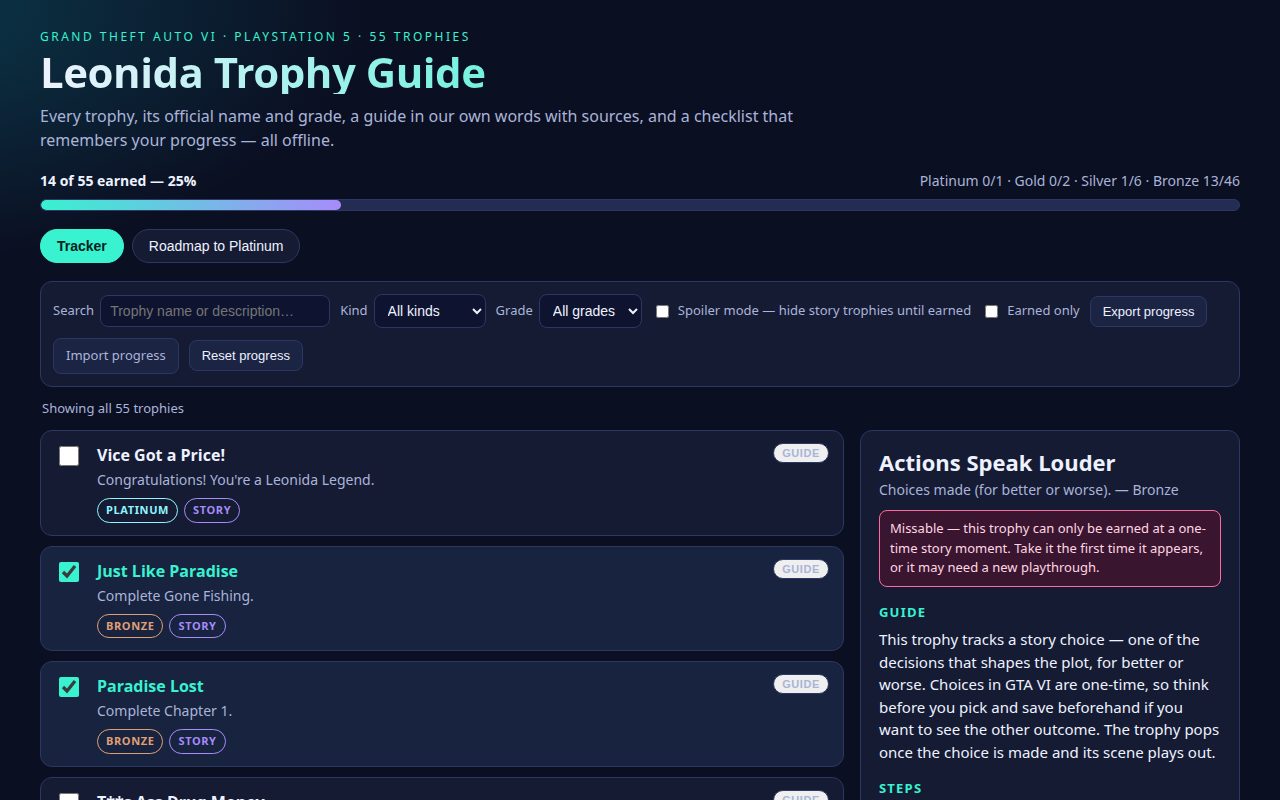 GRAND THEFT AUTO VI · PLAYSTATION 5 · 55 TROPHIES
Leonida Trophy Guide
Every trophy, its official name and grade, a guide in our own words with sources, and a checklist that
remembers your progress — all offline.
14 of 55 earned — 25%
Platinum 0/1 · Gold 0/2 · Silver 1/6 · Bronze 13/46
Tracker
Roadmap to Platinum
Search
Trophy name or description…
Kind
All kinds
Grade
All grades
Spoiler mode — hide story trophies until earned
Earned only
Export progress
Import progress
Reset progress
Showing all 55 trophies
Vice Got a Price!
GUIDE
Congratulations! You're a Leonida Legend.
PLATINUM
STORY
Just Like Paradise
GUIDE
Complete Gone Fishing.
BRONZE
STORY
Paradise Lost
GUIDE
Complete Chapter 1.
BRONZE
STORY
Ass Drug Money
GUIDE
Actions Speak Louder
Choices made (for better or worse). — Bronze
Missable — this trophy can only be earned at a one-
time story moment. Take it the first time it appears,
or it may need a new playthrough.
GUIDE
This trophy tracks a story choice — one of the
decisions that shapes the plot, for better or
worse. Choices in GTA VI are one-time, so think
before you pick and save beforehand if you
want to see the other outcome. The trophy pops
once the choice is made and its scene plays out.
STEPS